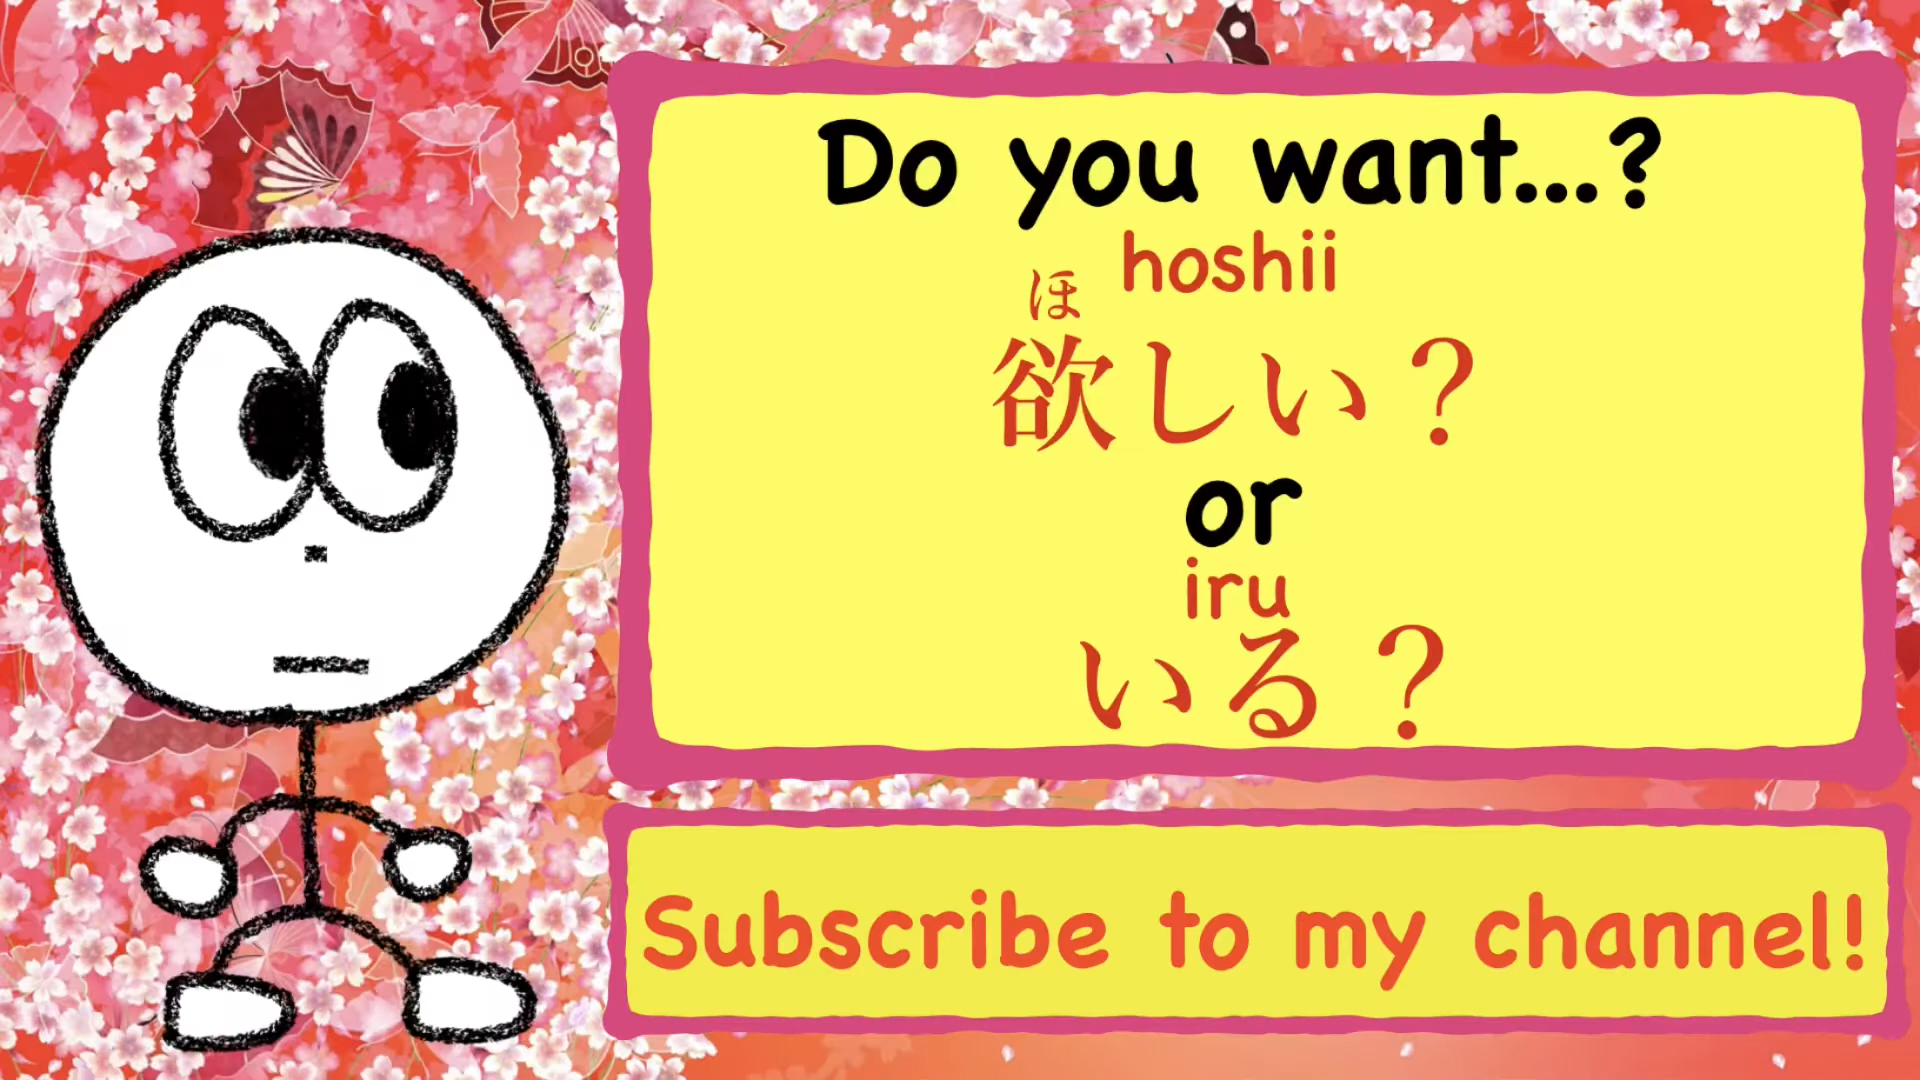 Do you want...?
hoshii
ほ
欲しい？
or
iru
いる？
Subscribe to my channel!